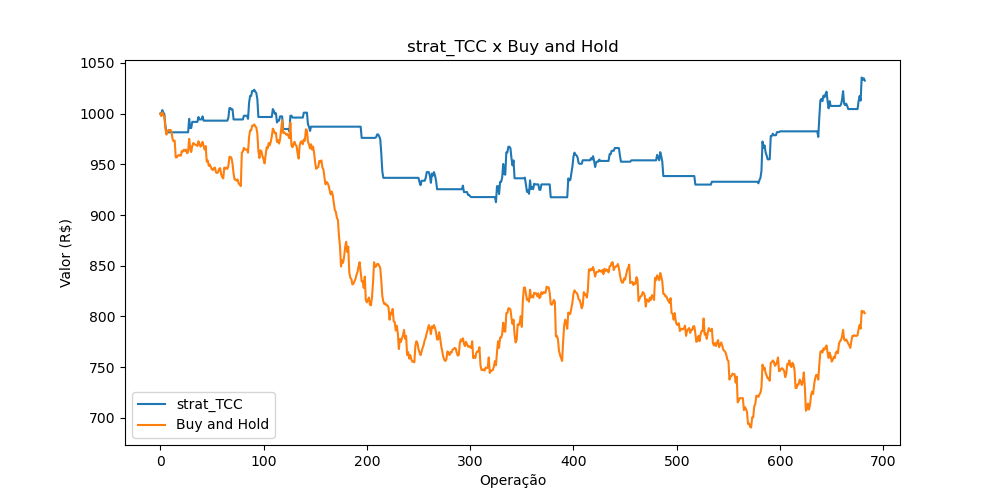 strat_TCC x Buy and Hold
Valor (R$)
1050
1000
950
900
850
800
750
700
strat_TCC
Buy and Hold
0 100 200 300 400 500 600 700
Operação